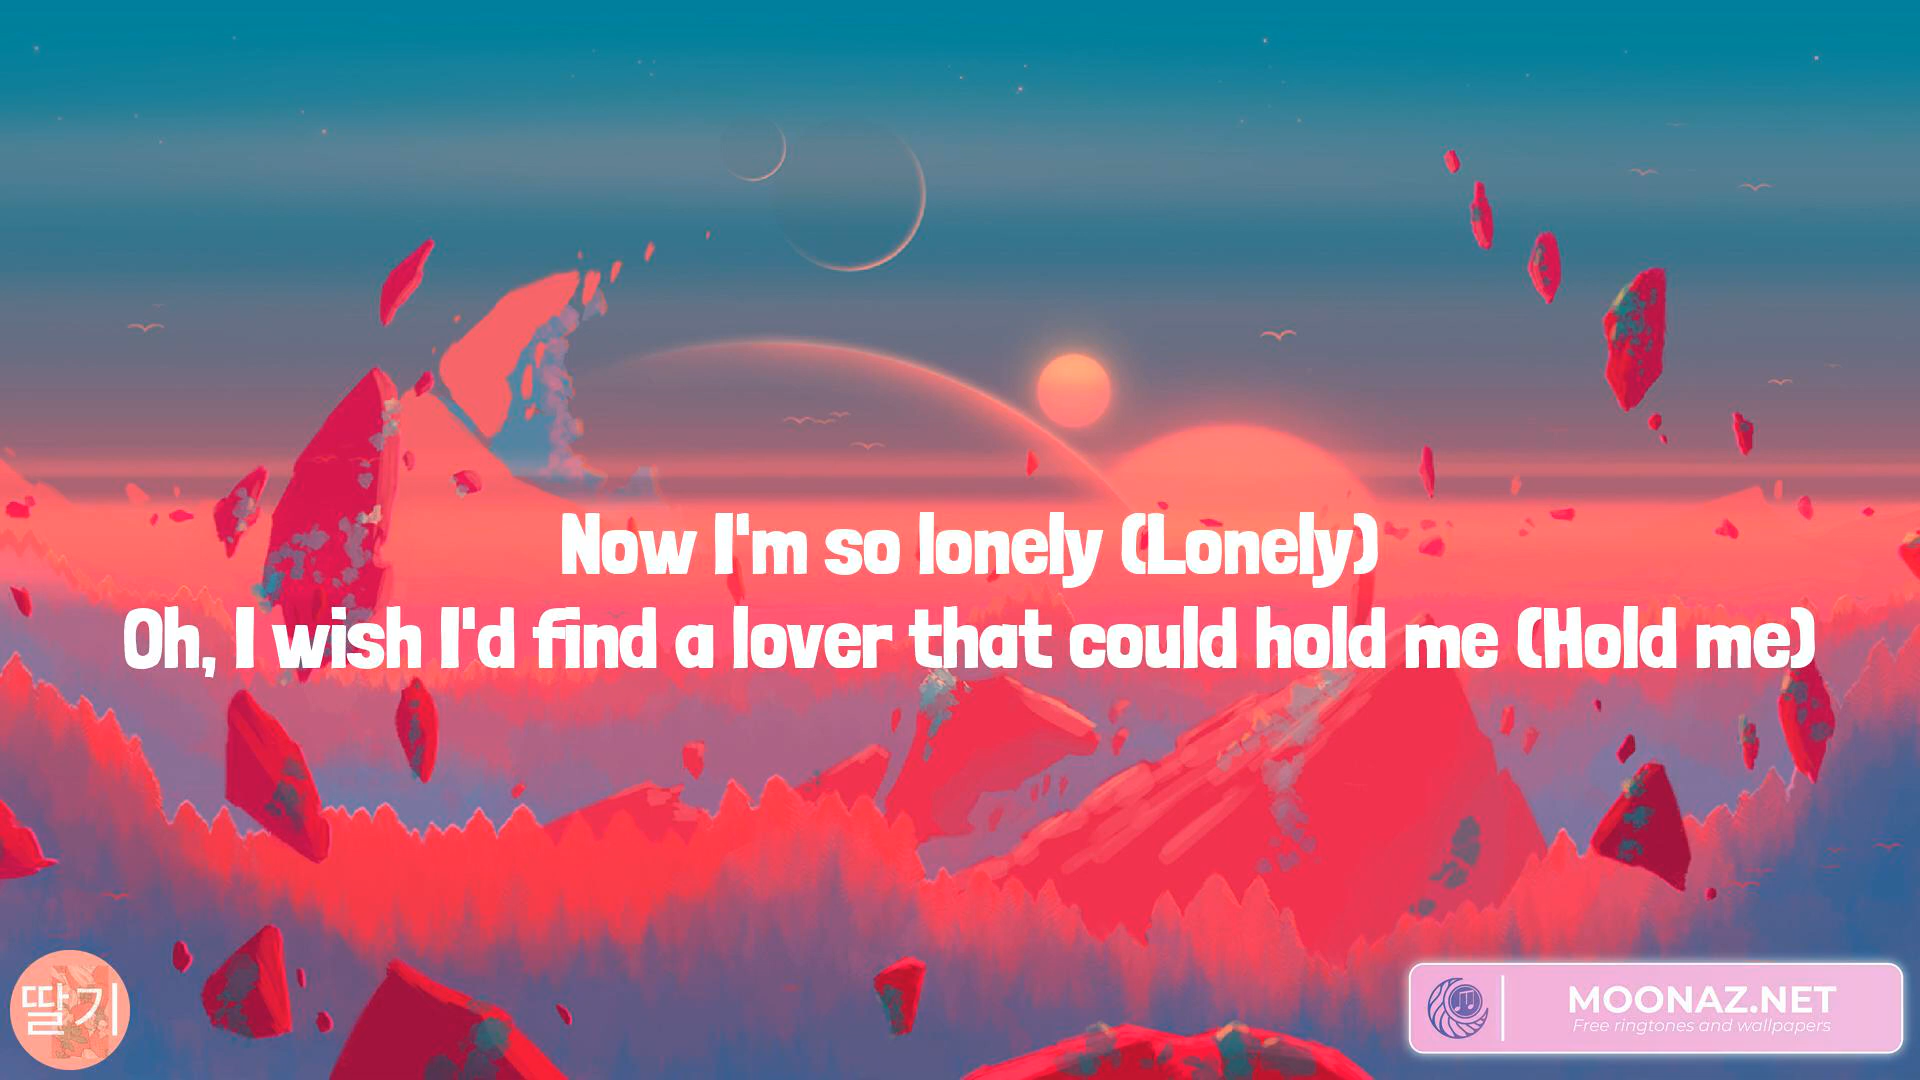 Now I'm so lonely (Lonely)
Oh, I wish I'd find a lover that could hold me (Hold me)
딸기
MOONAZ.NET
Free ringtones and wallpapers